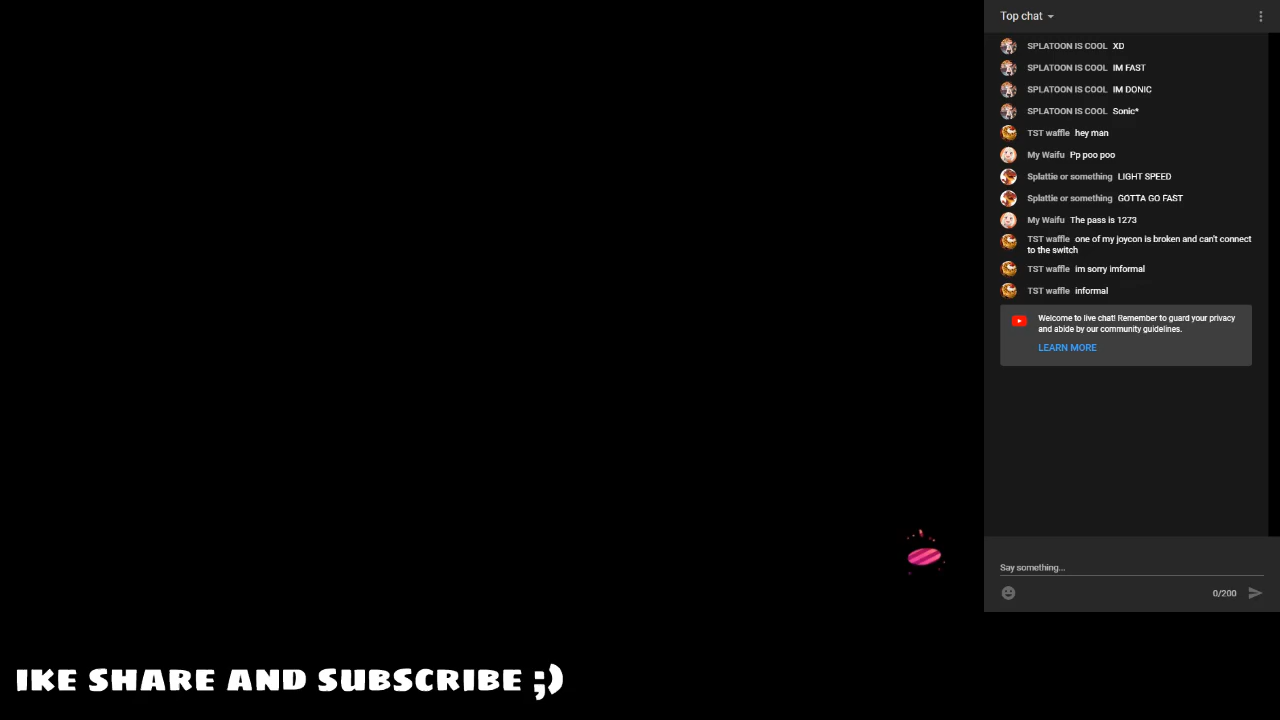 Top chat
SPLATOON IS COOL XD
SPLATOON IS COOL IM FAST
SPLATOON IS COOL IM DONIC
SPLATOON IS COOL Sonic*
TST waffle hey man
My Waifu Pp poo poo
Splattie or something LIGHT SPEED
Splattie or something GOTTA GO FAST
My Waifu The pass is 1273
TST waffle one of my joycon is broken and can't connect
to the switch
TST waffle im sorry imformal
TST waffle informal
Welcome to live chat! Remember to guard your privacy
and abide by our community guidelines.
LEARN MORE
Say something...
0/200
IKE SHARE AND SUBSCRIBE ;)